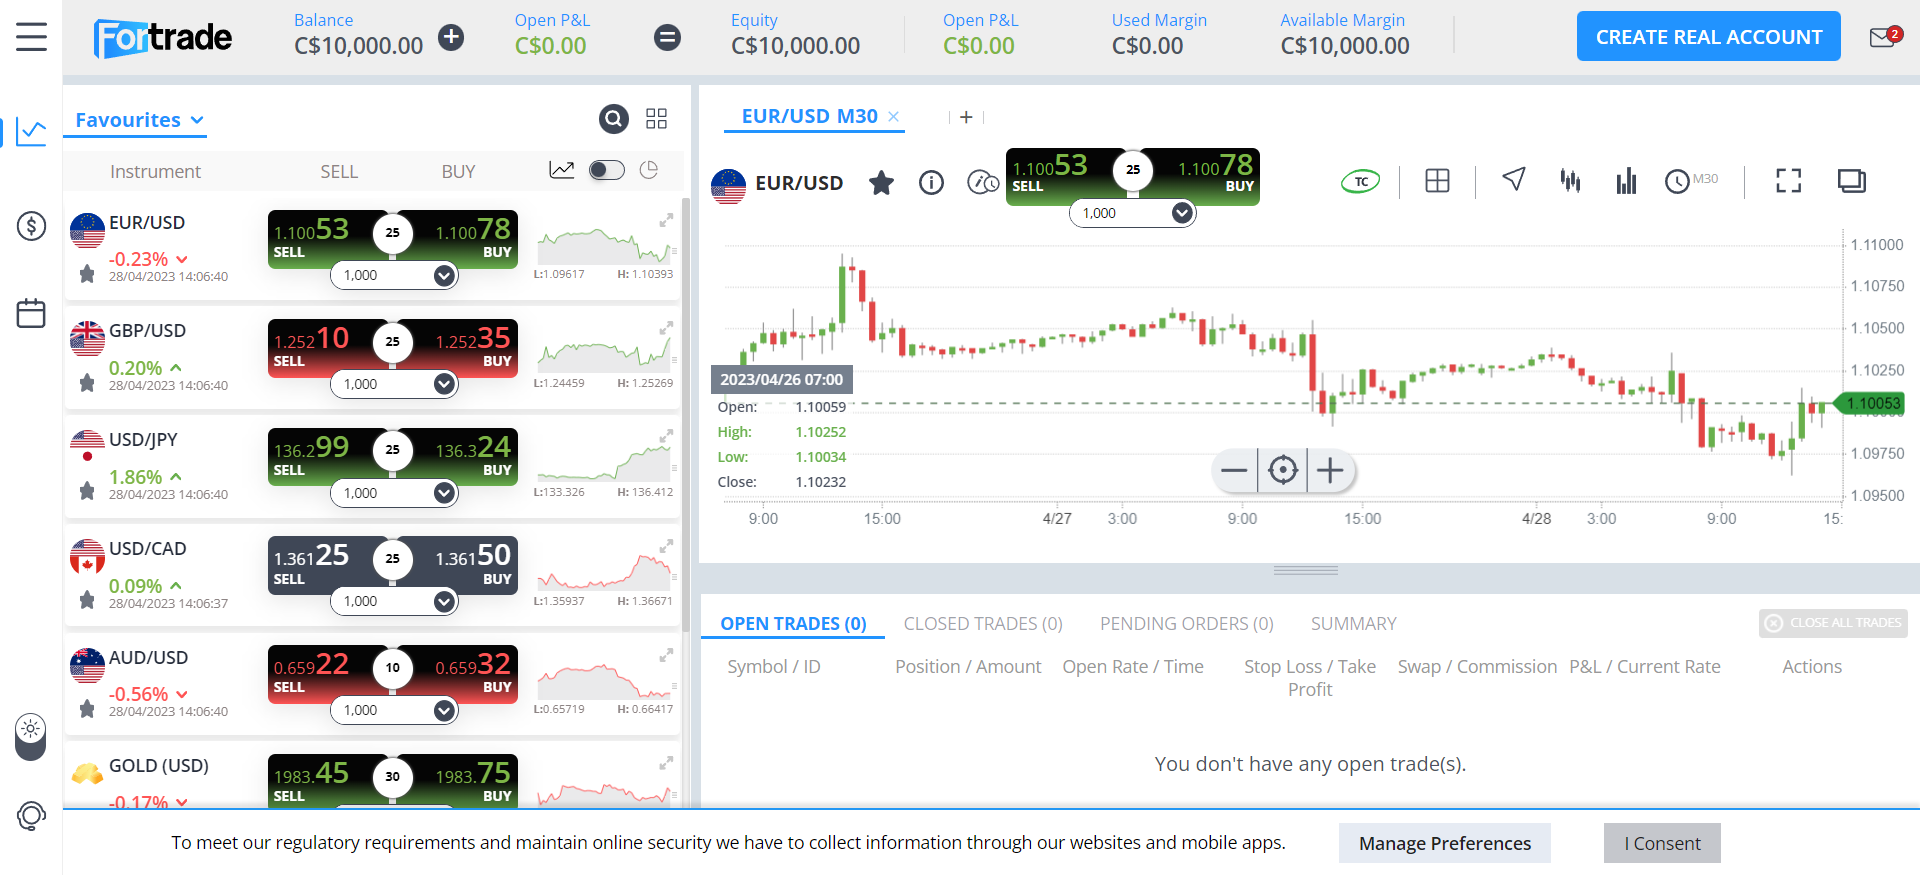 Fortrade
Balance
C$10,000.00
Open P&L
C$0.00
Equity
C$10,000.00
Open P&L
C$0.00
Used Margin
C$0.00
Available Margin
C$10,000.00
CREATE REAL ACCOUNT
2
Favourites
Instrument SELL BUY
EUR/USD
-0.23%
28/04/2023 14:06:40
1.10053 SELL
25
1.10078 BUY
1,000
L:1.09617 H: 1.10393
GBP/USD
0.20%
28/04/2023 14:06:40
1.25210 SELL
25
1.25235 BUY
1,000
L:1.24459 H: 1.25269
USD/JPY
1.86%
28/04/2023 14:06:40
136.299 SELL
25
136.324 BUY
1,000
L:133.326 H: 136.412
USD/CAD
0.09%
28/04/2023 14:06:37
1.36125 SELL
25
1.36150 BUY
1,000
L:1.35937 H: 1.36671
AUD/USD
-0.56%
28/04/2023 14:06:40
0.65922 SELL
10
0.65932 BUY
1,000
L:0.65719 H: 0.66417
GOLD (USD)
-0.17%
1983.45 SELL
30
1983.75 BUY
EUR/USD M30
EUR/USD
1.10053 SELL
25
1.10078 BUY
1,000
TC
M30
1.11000
1.10750
1.10500
1.10250
1.10053
1.09750
1.09500
2023/04/26 07:00
Open: 1.10059
High: 1.10252
Low: 1.10034
Close: 1.10232
9:00 15:00 4/27 3:00 9:00 15:00 4/28 3:00 9:00 15:
OPEN TRADES (0) CLOSED TRADES (0) PENDING ORDERS (0) SUMMARY
CLOSE ALL TRADES
Symbol / ID Position / Amount Open Rate / Time Stop Loss / Take Profit Swap / Commission P&L / Current Rate Actions
You don't have any open trade(s).
To meet our regulatory requirements and maintain online security we have to collect information through our websites and mobile apps.
Manage Preferences
I Consent